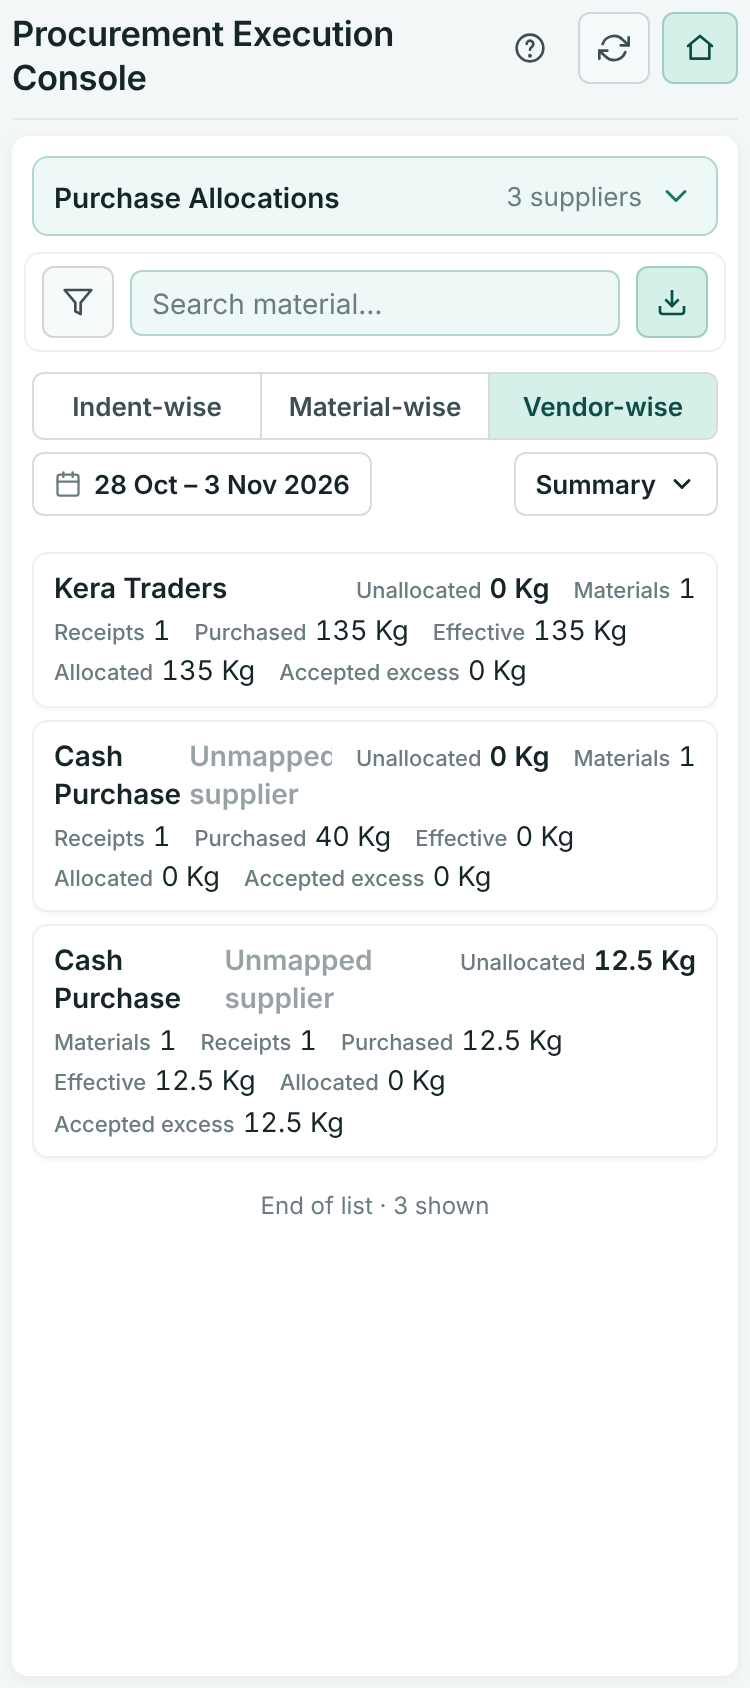 Procurement Execution
Console
Purchase Allocations 3 suppliers
Search material...
Indent-wise Material-wise Vendor-wise
28 Oct – 3 Nov 2026 Summary
Kera Traders Unallocated 0 Kg Materials 1
Receipts 1 Purchased 135 Kg Effective 135 Kg
Allocated 135 Kg Accepted excess 0 Kg
Cash Unmapped Unallocated 0 Kg Materials 1
Purchase supplier
Receipts 1 Purchased 40 Kg Effective 0 Kg
Allocated 0 Kg Accepted excess 0 Kg
Cash Unmapped Unallocated 12.5 Kg
Purchase supplier
Materials 1 Receipts 1 Purchased 12.5 Kg
Effective 12.5 Kg Allocated 0 Kg
Accepted excess 12.5 Kg
End of list · 3 shown